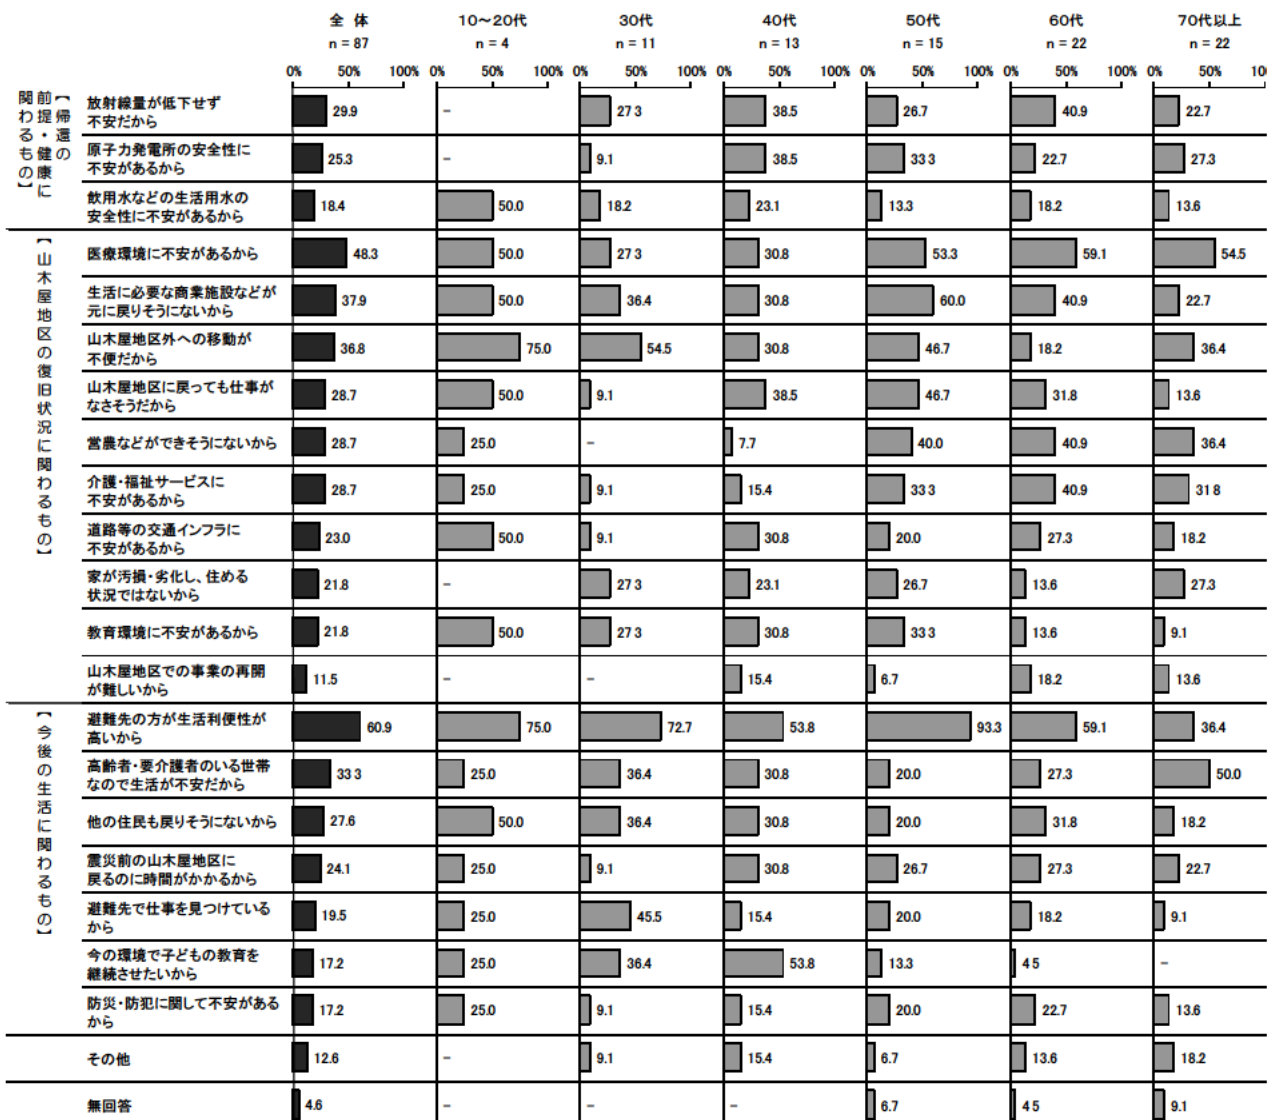 全 体 10～20代 30代 40代 50代 60代 70代以上
n = 87 n = 4 n = 11 n = 13 n = 15 n = 22 n = 22
0% 50% 100% 0% 50% 100% 0% 50% 100% 0% 50% 100% 0% 50% 100% 0% 50% 100% 0% 50% 100
【帰還の
前提・健康に
関わるもの】
放射線量が低下せず
不安だから
29.9 – 27 3 38.5 26.7 40.9 22.7
原子力発電所の安全性に
不安があるから
25.3 – 9.1 38.5 33 3 22.7 27.3
飲用水などの生活用水の
安全性に不安があるから
18.4 50.0 18.2 23.1 13.3 18.2 13.6
【山木屋地区の復旧状況に関わるもの】
医療環境に不安があるから
48.3 50.0 27 3 30.8 53.3 59.1 54.5
生活に必要な商業施設などが
元に戻りそうにないから
37.9 50.0 36.4 30.8 60.0 40.9 22.7
山木屋地区外への移動が
不便だから
36.8 75.0 54.5 30.8 46.7 18.2 36.4
山木屋地区に戻っても仕事が
なさそうだから
28.7 50.0 9.1 38.5 46.7 31.8 13.6
営農などができそうにないから
28.7 25.0 – 7.7 40.0 40.9 36.4
介護・福祉サービスに
不安があるから
28.7 25.0 9.1 15.4 33 3 40.9 31 8
道路等の交通インフラに
不安があるから
23.0 50.0 9.1 30.8 20.0 27.3 18.2
家が汚損・劣化し、住める
状況ではないから
21.8 – 27 3 23.1 26.7 13.6 27.3
教育環境に不安があるから
21.8 50.0 27 3 30.8 33 3 13.6 9.1
山木屋地区での事業の再開
が難しいから
11.5 – – 15.4 6.7 18.2 13.6
【今後の生活に関わるもの】
避難先の方が生活利便性が
高いから
60.9 75.0 72.7 53.8 93.3 59.1 36.4
高齢者・要介護者のいる世帯
なので生活が不安だから
33 3 25.0 36.4 30.8 20.0 27.3 50.0
他の住民も戻りそうにないから
27.6 50.0 36.4 30.8 20.0 31.8 18.2
震災前の山木屋地区に
戻るのに時間がかかるから
24.1 25.0 9.1 30.8 26.7 27.3 22.7
避難先で仕事を見つけている
から
19.5 25.0 45.5 15.4 20.0 18.2 9.1
今の環境で子どもの教育を
継続させたいから
17.2 25.0 36.4 53.8 13.3 4 5 –
防災・防犯に関して不安がある
から
17.2 25.0 9.1 15.4 20.0 22.7 13.6
その他
12.6 – 9.1 15.4 6.7 13.6 18.2
無回答
4.6 – – – 6.7 4 5 9.1